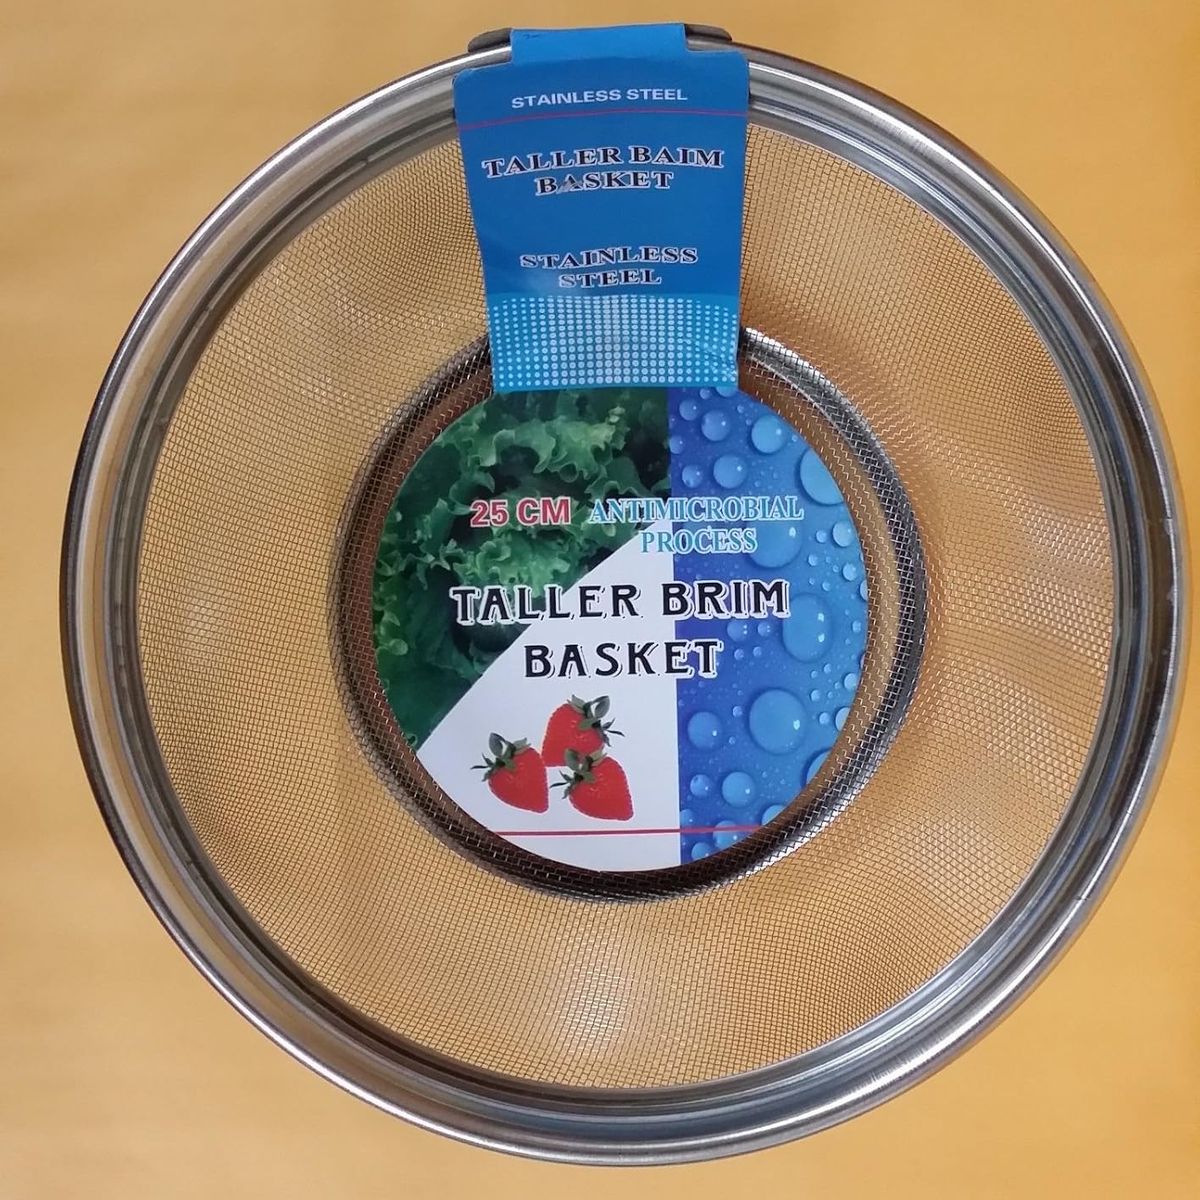 STAINLESS STEEL
TALLER BAIM
BASKET
STAINLESS
STEEL
25 CM ANTIMICROBIAL
PROCESS
TALLER BRIM
BASKET